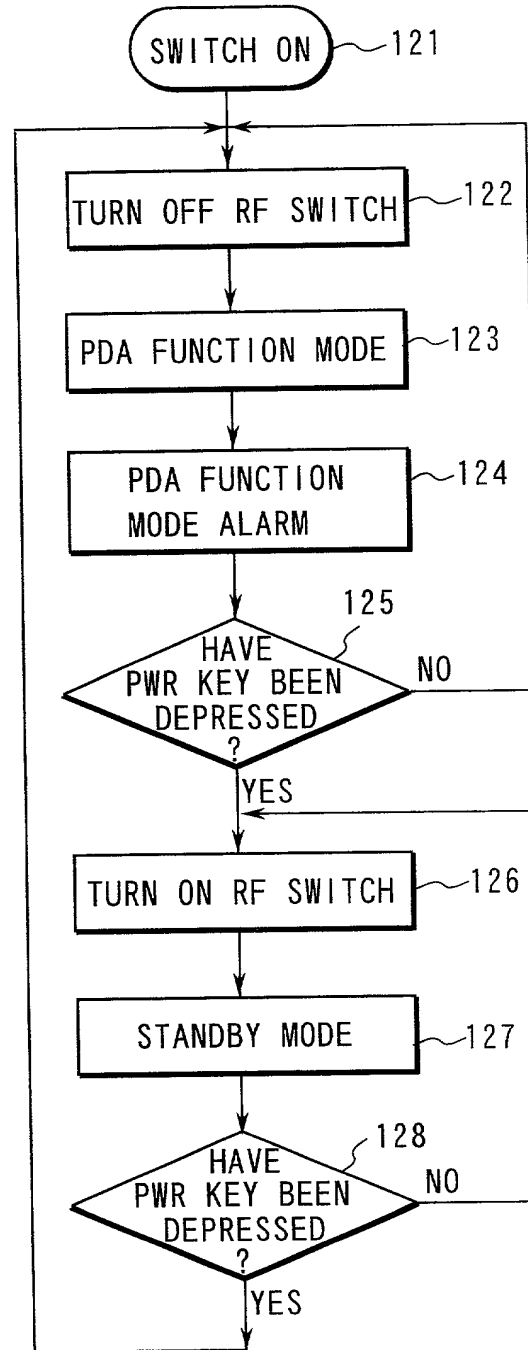 SWITCH ON
121
TURN OFF RF SWITCH
122
PDA FUNCTION MODE
123
PDA FUNCTION
MODE ALARM
124
125
HAVE
PWR KEY BEEN
DEPRESSED
?
NO
YES
TURN ON RF SWITCH
126
STANDBY MODE
127
128
HAVE
PWR KEY BEEN
DEPRESSED
?
NO
YES